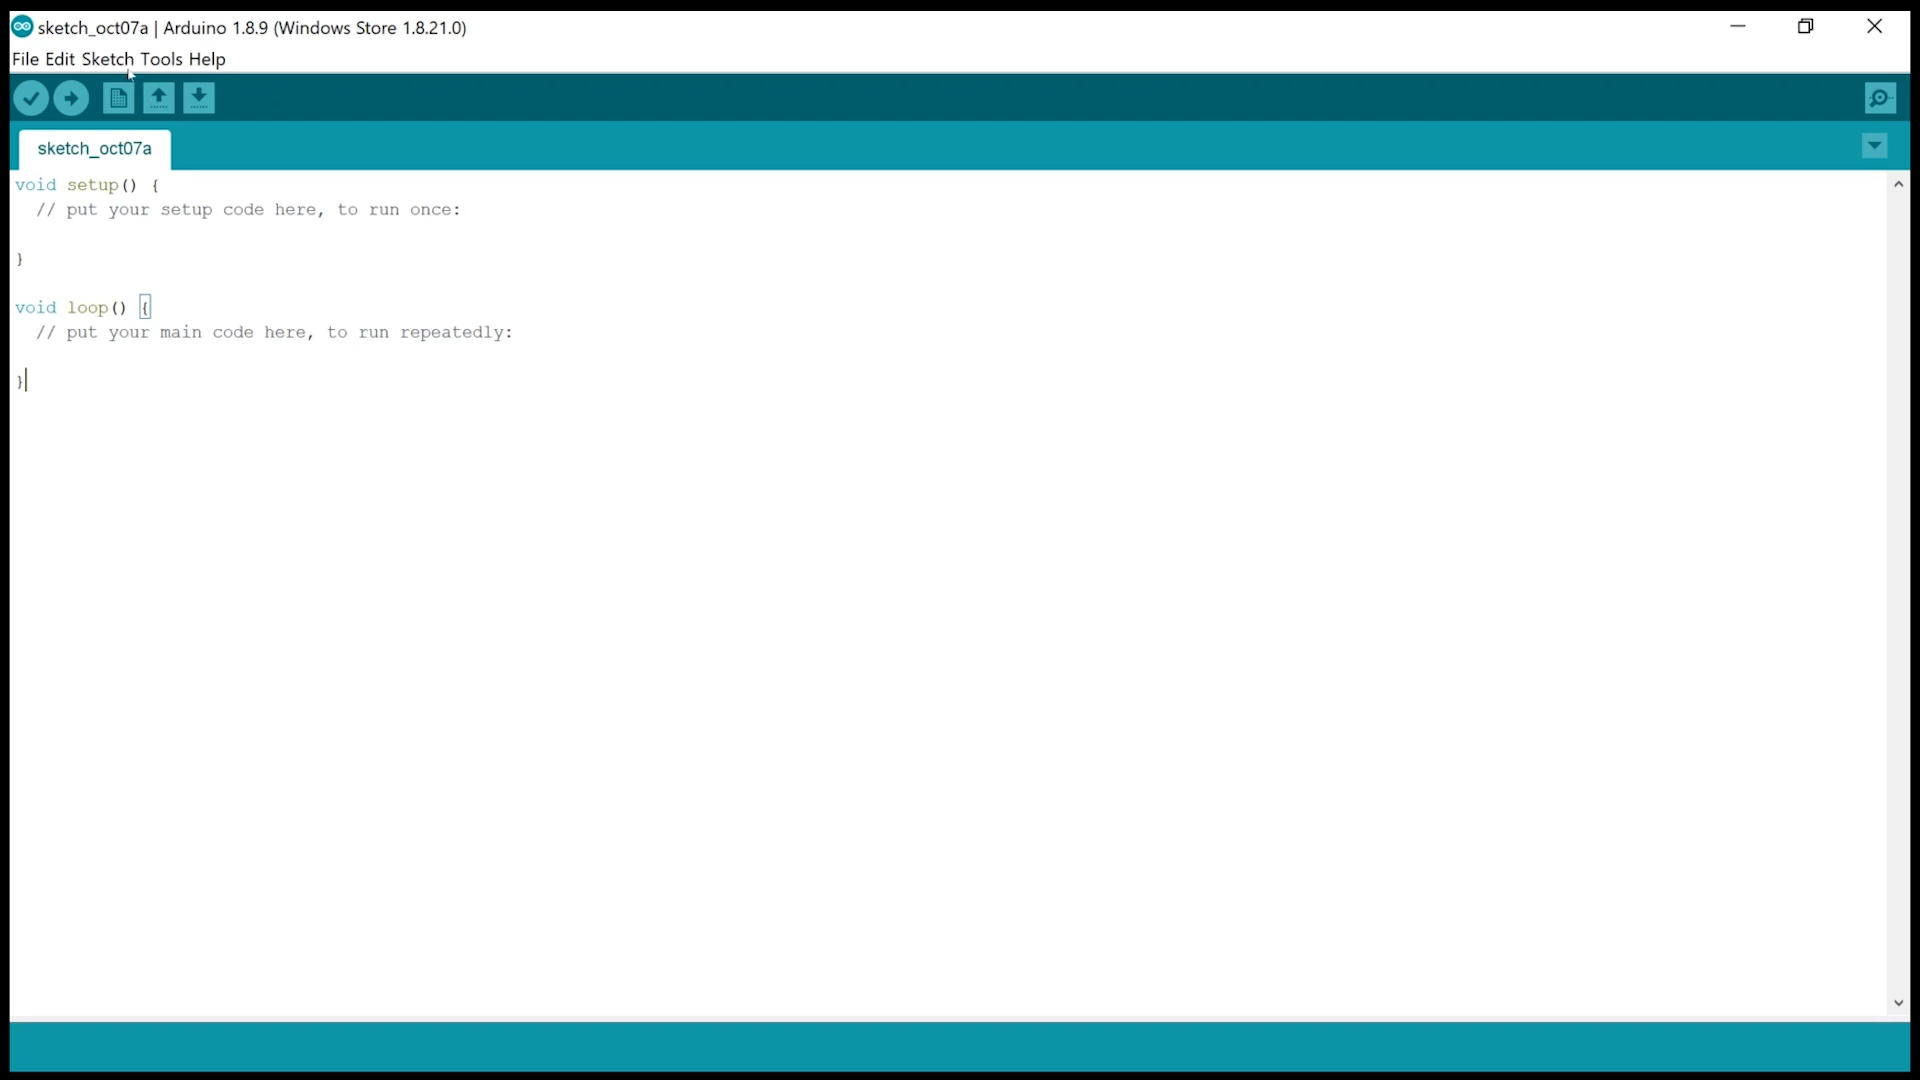 sketch_oct07a | Arduino 1.8.9 (Windows Store 1.8.21.0)
File Edit Sketch Tools Help
sketch_oct07a
void setup() {
  // put your setup code here, to run once:
}
void loop() {
  // put your main code here, to run repeatedly:
}